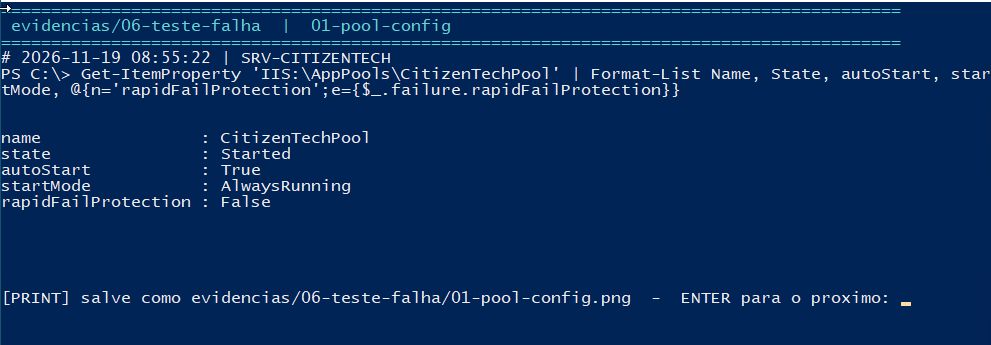 ====================================================================================
evidencias/06-teste-falha | 01-pool-config
====================================================================================
# 2026-11-19 08:55:22 | SRV-CITIZENTECH
PS C:\> Get-ItemProperty 'IIS:\AppPools\CitizenTechPool' | Format-List Name, State, autoStart, star
tMode, @{n='rapidFailProtection';e={$_.failure.rapidFailProtection}}
name                : CitizenTechPool
state               : Started
autoStart           : True
startMode           : AlwaysRunning
rapidFailProtection : False
[PRINT] salve como evidencias/06-teste-falha/01-pool-config.png  -  ENTER para o proximo: